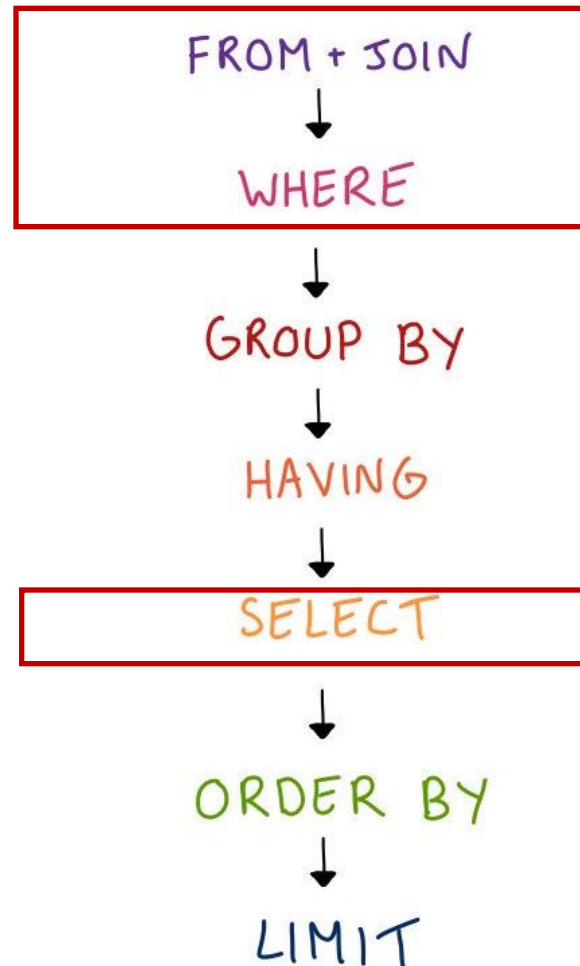 FROM + JOIN
WHERE
GROUP BY
HAVING
SELECT
ORDER BY
LIMIT